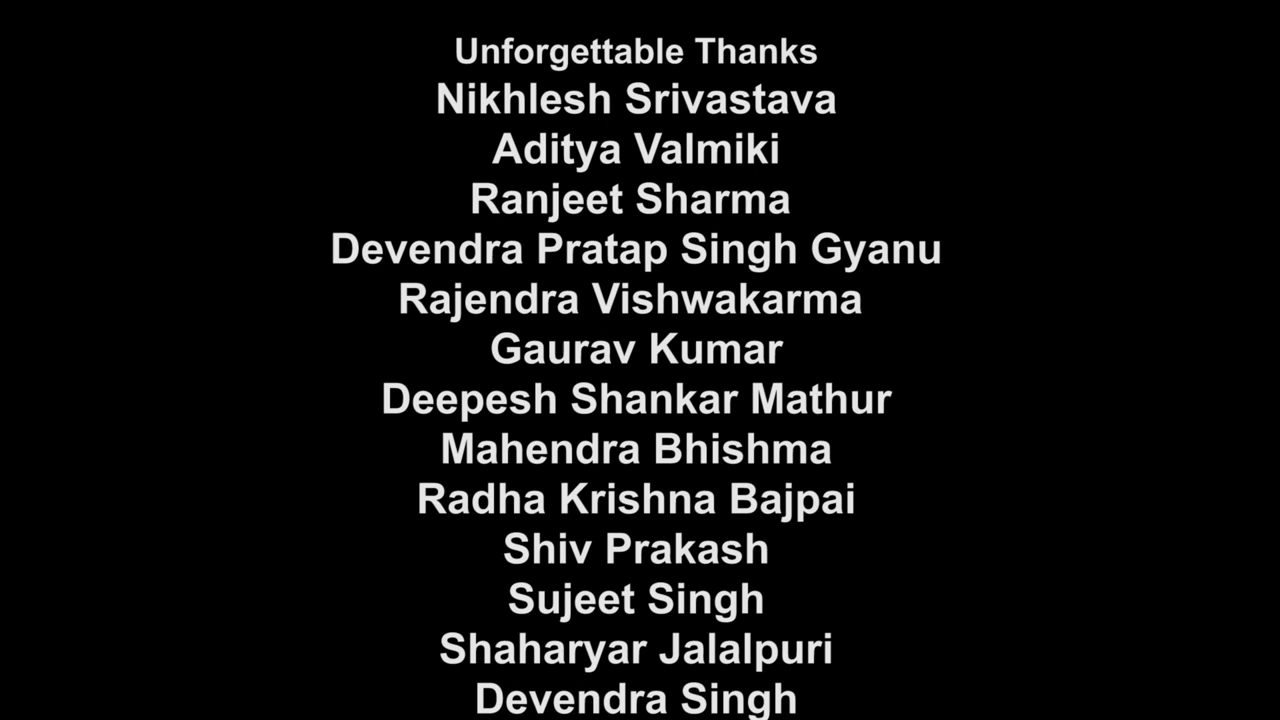 Unforgettable Thanks
Nikhlesh Srivastava
Aditya Valmiki
Ranjeet Sharma
Devendra Pratap Singh Gyanu
Rajendra Vishwakarma
Gaurav Kumar
Deepesh Shankar Mathur
Mahendra Bhishma
Radha Krishna Bajpai
Shiv Prakash
Sujeet Singh
Shaharyar Jalalpuri
Devendra Singh